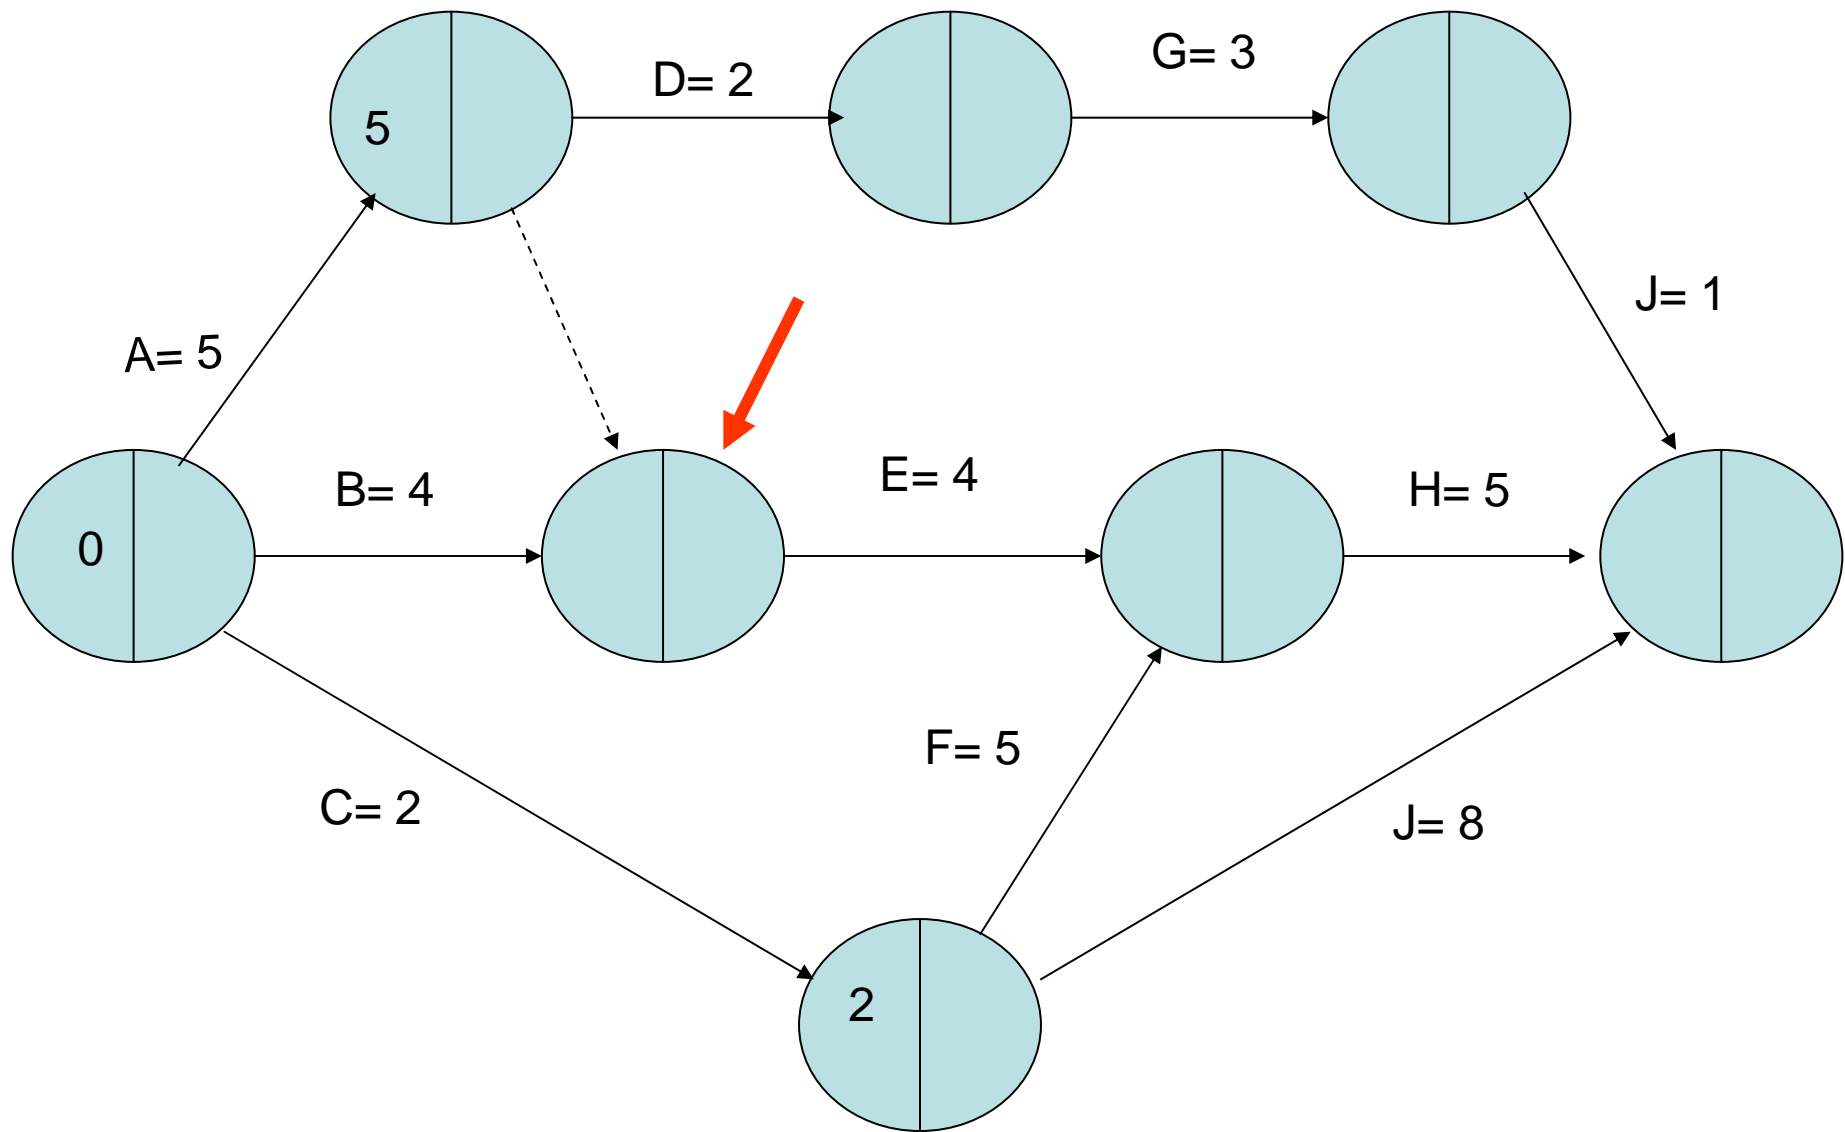 G= 3
D= 2
5
J= 1
A= 5
B= 4
E= 4
H= 5
0
F= 5
C= 2
J= 8
2